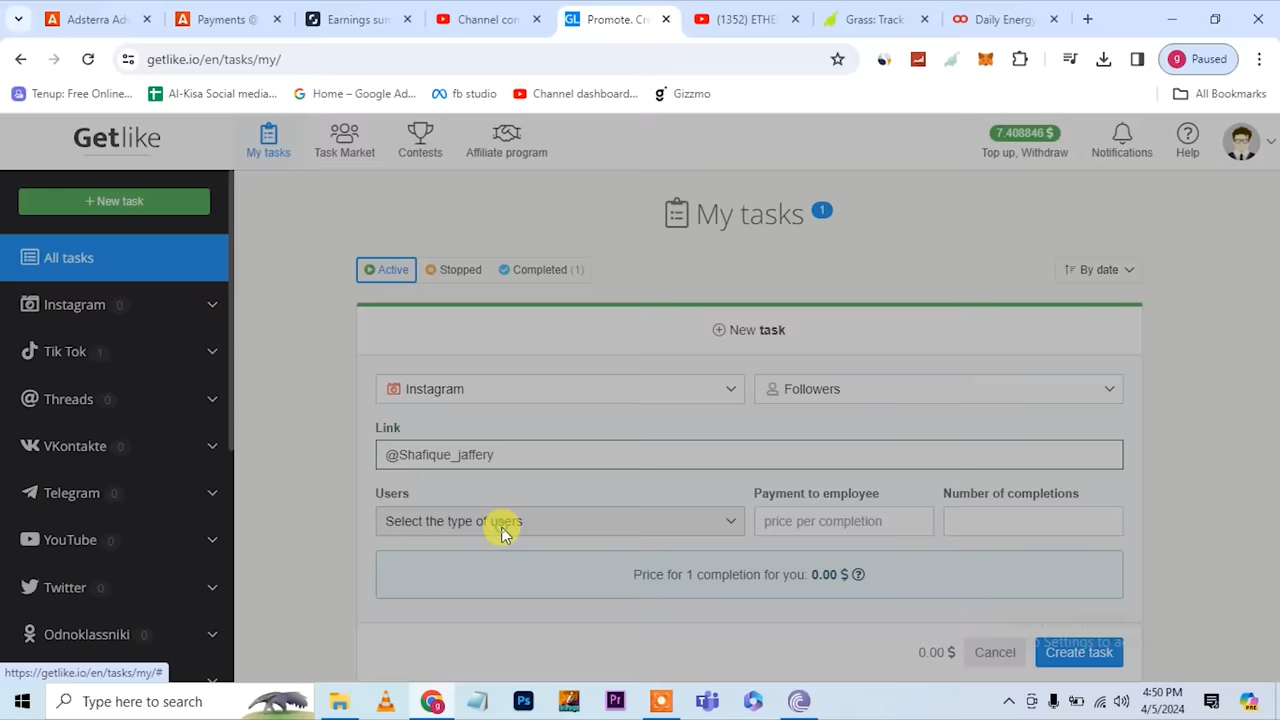 Adsterra Ads
Payments @
Earnings sum
Channel con
Promote. Cr
(1352) ETHE
Grass: Track
Daily Energy
getlike.io/en/tasks/my/
g Paused
Tenup: Free Online...
Al-Kisa Social media...
Home – Google Ad...
fb studio
Channel dashboard...
Gizzmo
All Bookmarks
Getlike
My tasks
Task Market
Contests
Affiliate program
7.408846 $
Top up, Withdraw
Notifications
Help
+ New task
My tasks 1
All tasks
Active
Stopped
Completed (1)
By date
Instagram 0
New task
Tik Tok 1
Instagram
Followers
Threads 0
Link
VKontakte 0
@Shafique_jaffery
Telegram 0
Users
Payment to employee
Number of completions
Select the type of users
price per completion
YouTube 0
Price for 1 completion for you: 0.00 $
Twitter 0
Odnoklassniki 0
Settings to a
0.00 $
Cancel
Create task
https://getlike.io/en/tasks/my/#
Type here to search
4:50 PM
4/5/2024